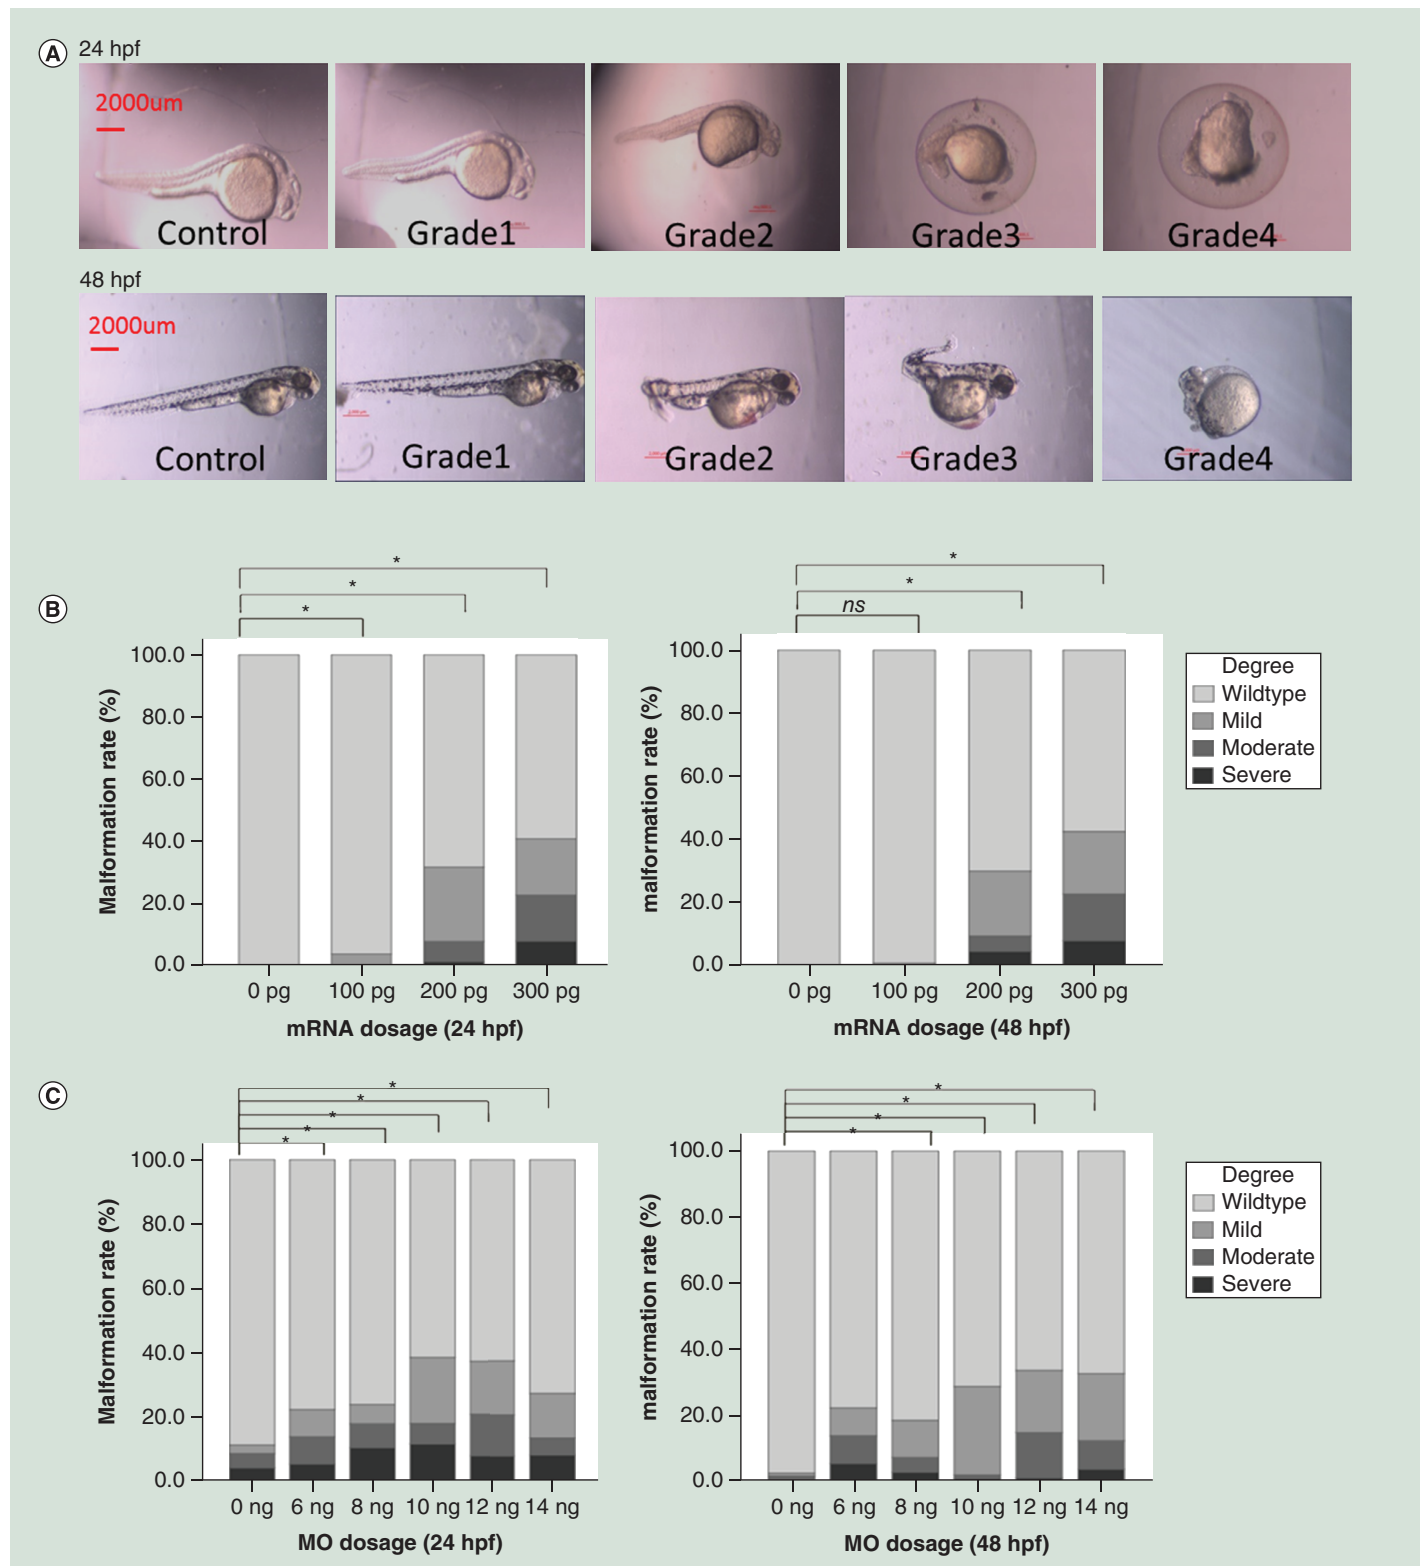 A 24 hpf
2000um
Control
Grade1
Grade2
Grade3
Grade4
48 hpf
2000um
Control
Grade1
Grade2
Grade3
Grade4
B
*
*
*
100.0
80.0
60.0
40.0
20.0
0.0
Malformation rate (%)
0 pg 100 pg 200 pg 300 pg
mRNA dosage (24 hpf)
*
*
ns
100.0
80.0
60.0
40.0
20.0
0.0
malformation rate (%)
0 pg 100 pg 200 pg 300 pg
mRNA dosage (48 hpf)
Degree
Wildtype
Mild
Moderate
Severe
C
*
*
*
*
*
100.0
80.0
60.0
40.0
20.0
0.0
Malformation rate (%)
0 ng 6 ng 8 ng 10 ng 12 ng 14 ng
MO dosage (24 hpf)
*
*
*
*
100.0
80.0
60.0
40.0
20.0
0.0
malformation rate (%)
0 ng 6 ng 8 ng 10 ng 12 ng 14 ng
MO dosage (48 hpf)
Degree
Wildtype
Mild
Moderate
Severe